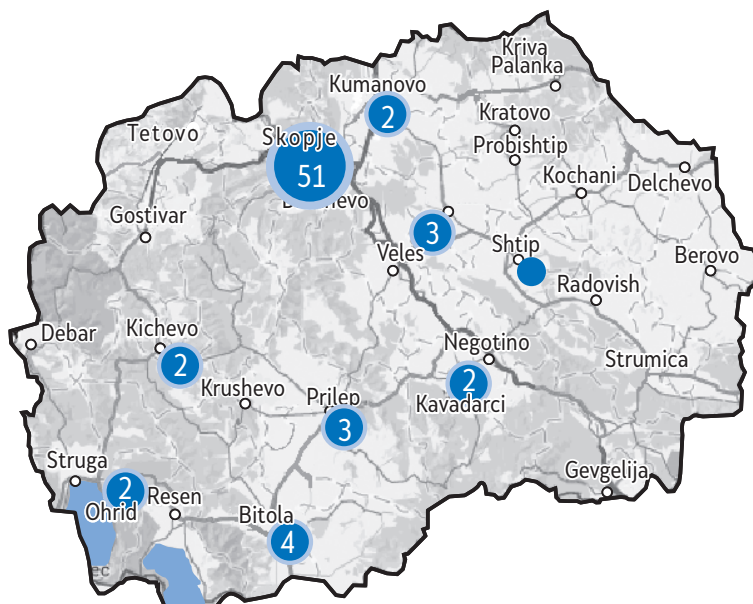 Kriva
Palanka
Kumanovo
2
Kratovo
Tetovo
Skopje
Probishtip
51
Kochani
Delchevo
Gostivar
3
Shtip
Veles
Berovo
Radovish
Debar
Kichevo
2
Negotino
Strumica
Krushevo
Prilep
2
Kavadarci
3
Struga
Gevgelija
2
Resen
Ohrid
Bitola
4